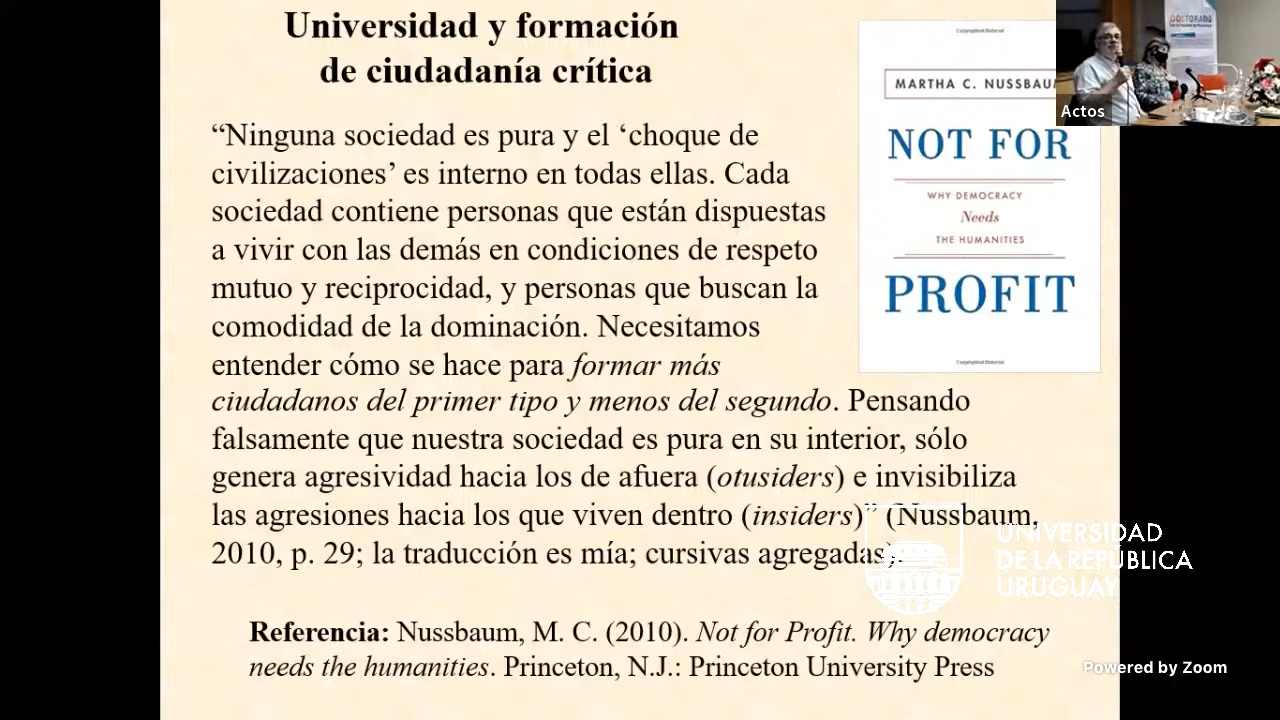 Universidad y formación
de ciudadanía crítica
“Ninguna sociedad es pura y el ‘choque de
civilizaciones’ es interno en todas ellas. Cada
sociedad contiene personas que están dispuestas
a vivir con las demás en condiciones de respeto
mutuo y reciprocidad, y personas que buscan la
comodidad de la dominación. Necesitamos
entender cómo se hace para formar más
ciudadanos del primer tipo y menos del segundo. Pensando
falsamente que nuestra sociedad es pura en su interior, sólo
genera agresividad hacia los de afuera (otusiders) e invisibiliza
las agresiones hacia los que viven dentro (insiders)” (Nussbaum,
2010, p. 29; la traducción es mía; cursivas agregadas).
Referencia: Nussbaum, M. C. (2010). Not for Profit. Why democracy
needs the humanities. Princeton, N.J.: Princeton University Press
Copyrighted Material
MARTHA C. NUSSBAU
NOT FOR
WHY DEMOCRACY
Needs
THE HUMANITIES
PROFIT
Copyrighted Material
DOCTORADO
Actos
UNIVERSIDAD
DE LA REPÚBLICA
URUGUAY
Powered by Zoom